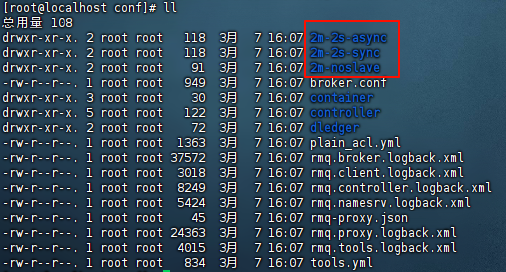 [root@localhost conf]# ll
总用量 108
drwxr-xr-x. 2 root root   118 3月   7 16:07 2m-2s-async
drwxr-xr-x. 2 root root   118 3月   7 16:07 2m-2s-sync
drwxr-xr-x. 2 root root    91 3月   7 16:07 2m-noslave
-rw-r--r--. 1 root root   949 3月   7 16:07 broker.conf
drwxr-xr-x. 3 root root    30 3月   7 16:07 container
drwxr-xr-x. 5 root root   122 3月   7 16:07 controller
drwxr-xr-x. 2 root root    72 3月   7 16:07 dledger
-rw-r--r--. 1 root root  1363 3月   7 16:07 plain_acl.yml
-rw-r--r--. 1 root root 37572 3月   7 16:07 rmq.broker.logback.xml
-rw-r--r--. 1 root root  3018 3月   7 16:07 rmq.client.logback.xml
-rw-r--r--. 1 root root  8249 3月   7 16:07 rmq.controller.logback.xml
-rw-r--r--. 1 root root  5424 3月   7 16:07 rmq.namesrv.logback.xml
-rw-r--r--. 1 root root    45 3月   7 16:07 rmq-proxy.json
-rw-r--r--. 1 root root 24363 3月   7 16:07 rmq.proxy.logback.xml
-rw-r--r--. 1 root root  4015 3月   7 16:07 rmq.tools.logback.xml
-rw-r--r--. 1 root root   834 3月   7 16:07 tools.yml